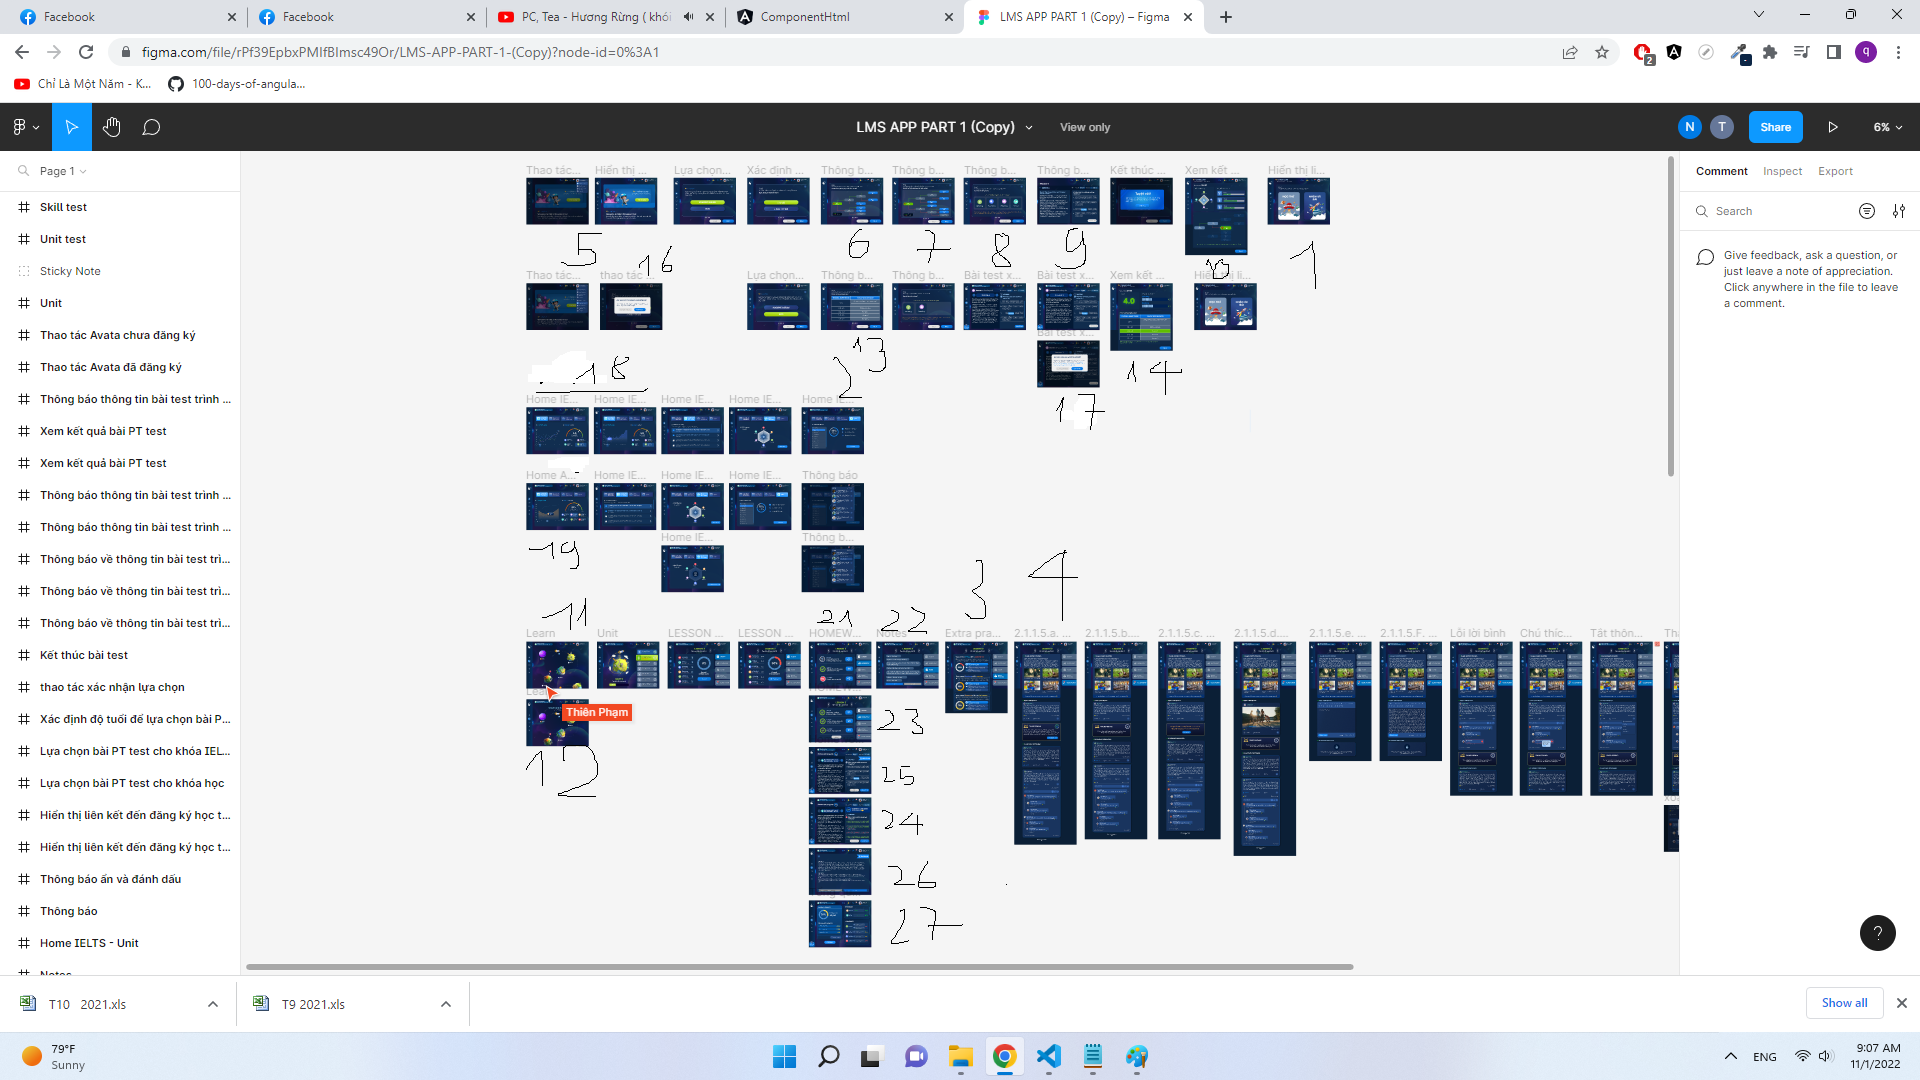 Facebook
Facebook
PC, Tea - Hương Rừng ( khói
ComponentHtml
LMS APP PART 1 (Copy) – Figma
figma.com/file/rPf39EpbxPMIfBImsc49Or/LMS-APP-PART-1-(Copy)?node-id=0%3A1
2
q
Chỉ Là Một Năm - K...
100-days-of-angula...
LMS APP PART 1 (Copy)
View only
N
T
Share
6%
Page 1
Comment
Inspect
Export
Search
Give feedback, ask a question, or
just leave a note of appreciation.
Click anywhere in the file to leave
a comment.
Skill test
Unit test
Sticky Note
Unit
Thao tác Avata chưa đăng ký
Thao tác Avata đã đăng ký
Thông báo thông tin bài test trình ...
Xem kết quả bài PT test
Xem kết quả bài PT test
Thông báo thông tin bài test trình ...
Thông báo thông tin bài test trình ...
Thông báo về thông tin bài test trì...
Thông báo về thông tin bài test trì...
Thông báo về thông tin bài test trì...
Kết thúc bài test
thao tác xác nhận lựa chọn
Xác định độ tuổi để lựa chọn bài P...
Lựa chọn bài PT test cho khóa IEL...
Lựa chọn bài PT test cho khóa học
Hiển thị liên kết đến đăng ký học t...
Hiển thị liên kết đến đăng ký học t...
Thông báo ẩn và đánh dấu
Thông báo
Home IELTS - Unit
Notes
Thao tác... Hiển thị ... Lựa chọn... Xác định ... Thông b... Thông b... Thông b... Thông b... Kết thúc ... Xem kết ... Hiển thị li...
5 16 6 7 8 9 1
Thao tác... thao tác ... Lựa chọn... Thông b... Thông b... Bài test x... Bài test x... Xem kết ... Hiển thị li...
4.0
Bài test x...
18 2 13 14
17
Home IE... Home IE... Home IE... Home IE... Home IE...
Home A... Home IE... Home IE... Home IE... Thông báo
19
Home IE... Thông b...
3 4
11 21 22
Learn Unit LESSON ... LESSON ... HOMEW... Notes Extra pra... 2.1.1.5.a. ... 2.1.1.5.b.... 2.1.1.5.c. ... 2.1.1.5.d.... 2.1.1.5.e. ... 2.1.1.5.F. ... Lỗi lời bình Chú thíc... Tắt thôn...
Thiên Phạm
23
12
25
24
26
27
?
T10 2021.xls
T9 2021.xls
Show all
79°F
Sunny
ENG
9:07 AM
11/1/2022